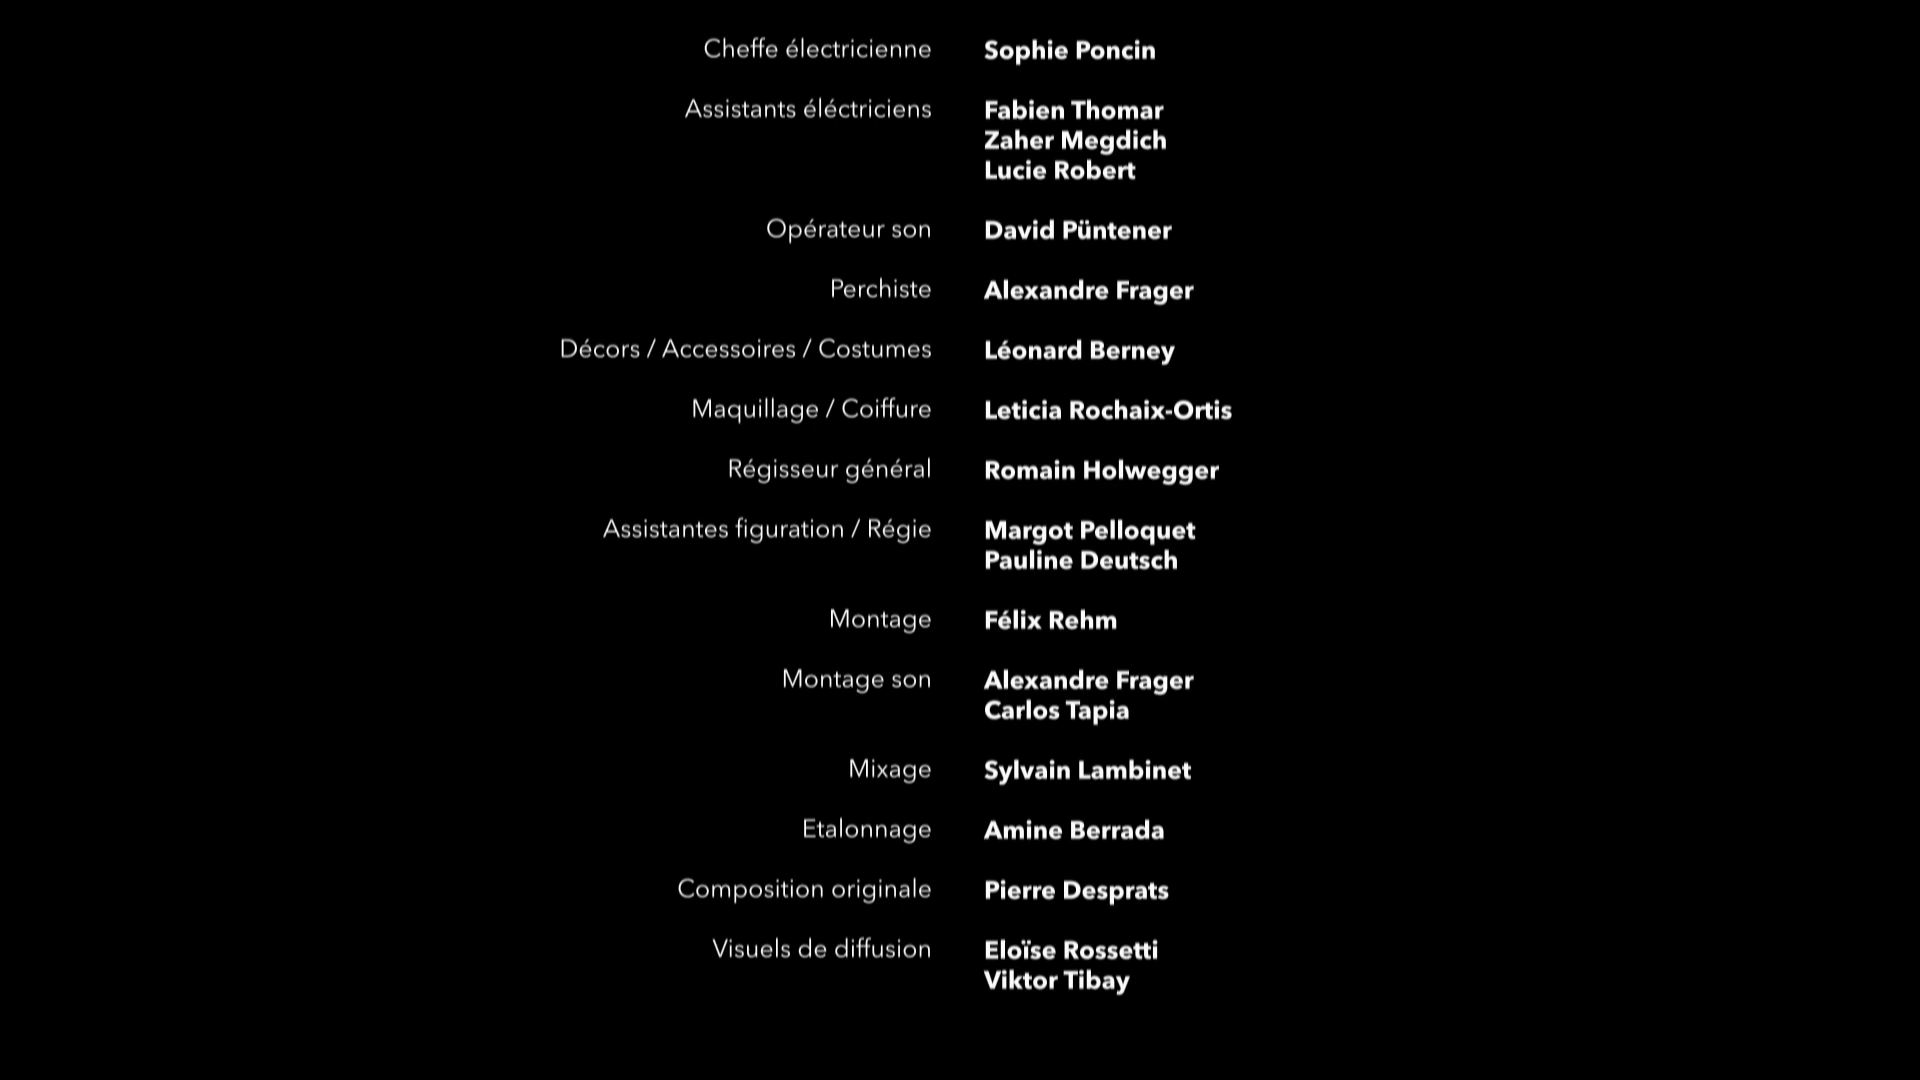 Cheffe électricienne Sophie Poncin
Assistants éléctriciens Fabien Thomar
Zaher Megdich
Lucie Robert
Opérateur son David Püntener
Perchiste Alexandre Frager
Décors / Accessoires / Costumes Léonard Berney
Maquillage / Coiffure Leticia Rochaix-Ortis
Régisseur général Romain Holwegger
Assistantes figuration / Régie Margot Pelloquet
Pauline Deutsch
Montage Félix Rehm
Montage son Alexandre Frager
Carlos Tapia
Mixage Sylvain Lambinet
Etalonnage Amine Berrada
Composition originale Pierre Desprats
Visuels de diffusion Eloïse Rossetti
Viktor Tibay